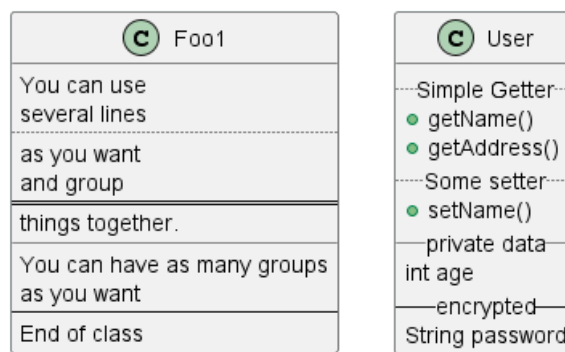 C Foo1
You can use
several lines
as you want
and group
things together.
You can have as many groups
as you want
End of class
C User
Simple Getter
getName()
getAddress()
Some setter
setName()
private data
int age
encrypted
String password